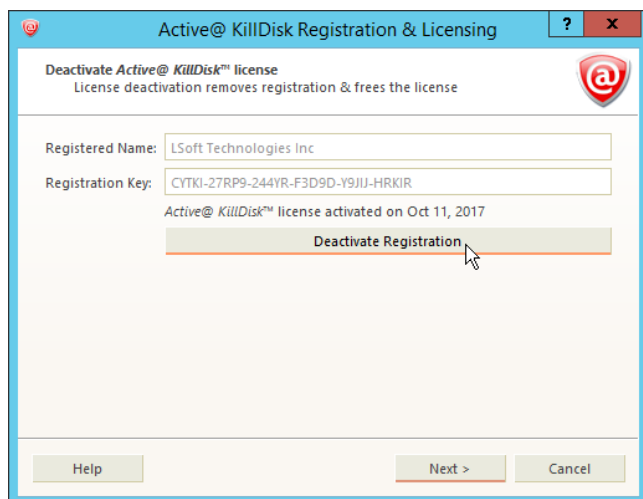 Active@ KillDisk Registration & Licensing
? x
Deactivate Active@ KillDisk™ license
License deactivation removes registration & frees the license
Registered Name: LSoft Technologies Inc
Registration Key: CYTKI-27RP9-244YR-F3D9D-Y9JIJ-HRKIR
Active@ KillDisk™ license activated on Oct 11, 2017
Deactivate Registration
Help Next > Cancel